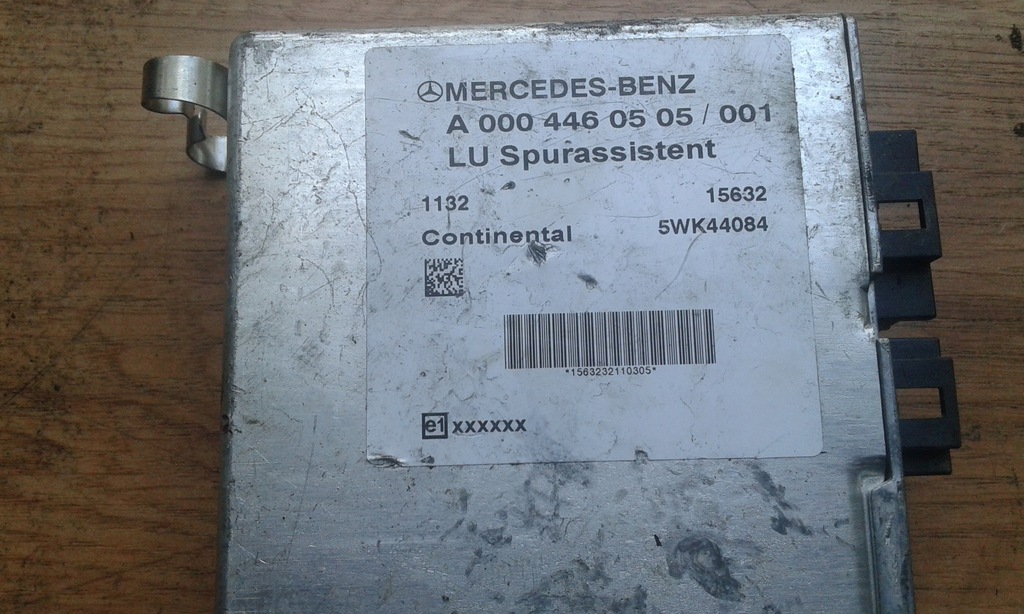 MERCEDES-BENZ
A 000 446 05 05 / 001
LU Spurassistent
1132 15632
Continental 5WK44084
*1563232110305*
e1 xxxxxx